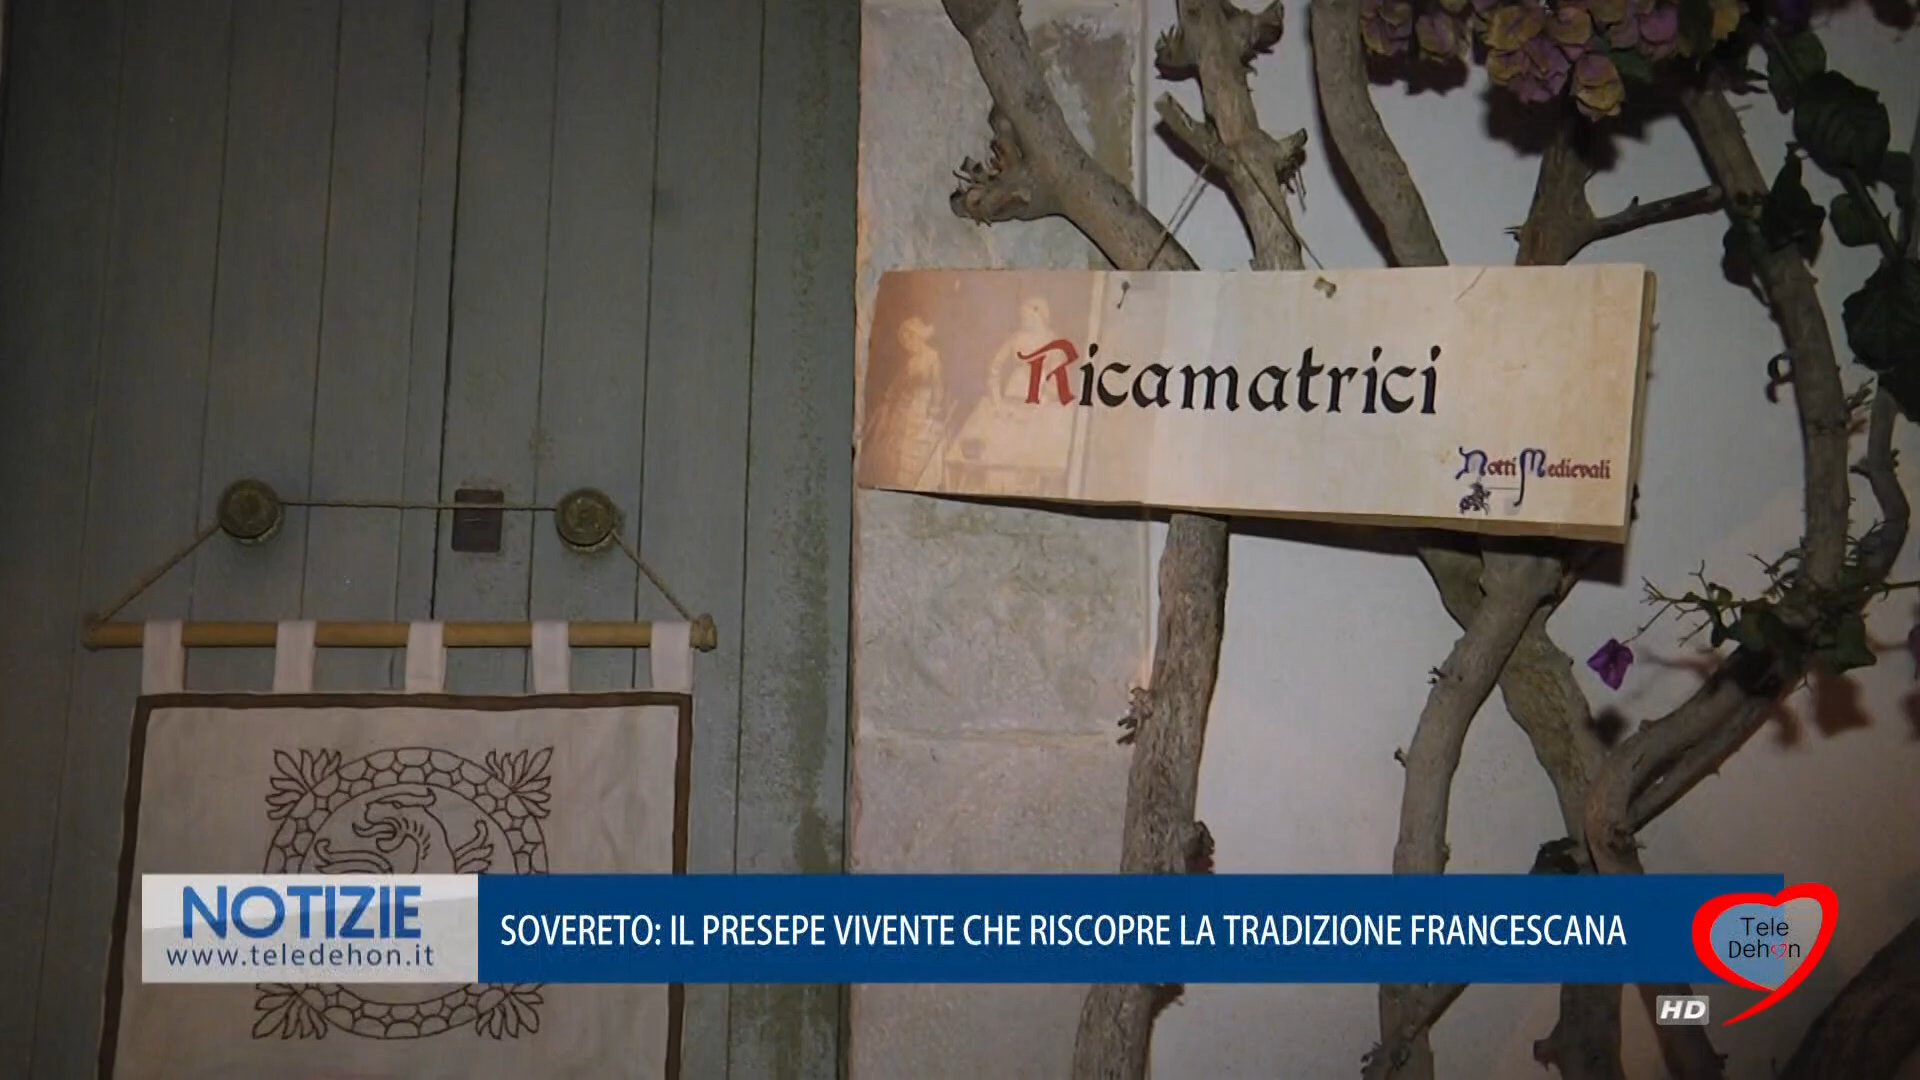 Ricamatrici
Notti Medievali
NOTIZIE
www.teledehon.it
SOVERETO: IL PRESEPE VIVENTE CHE RISCOPRE LA TRADIZIONE FRANCESCANA
Tele
Dehon
HD